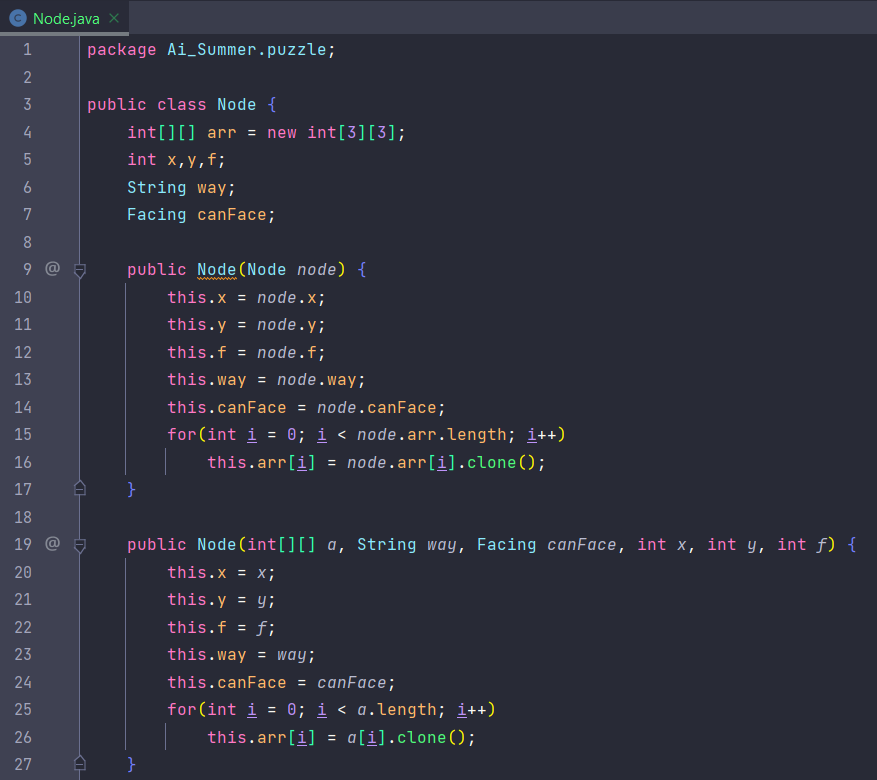 C Node.java ×
1 package Ai_Summer.puzzle;
2
3 public class Node {
4     int[][] arr = new int[3][3];
5     int x,y,f;
6     String way;
7     Facing canFace;
8
9 @     public Node(Node node) {
10         this.x = node.x;
11         this.y = node.y;
12         this.f = node.f;
13         this.way = node.way;
14         this.canFace = node.canFace;
15         for(int i = 0; i < node.arr.length; i++)
16             this.arr[i] = node.arr[i].clone();
17     }
18
19 @     public Node(int[][] a, String way, Facing canFace, int x, int y, int f) {
20         this.x = x;
21         this.y = y;
22         this.f = f;
23         this.way = way;
24         this.canFace = canFace;
25         for(int i = 0; i < a.length; i++)
26             this.arr[i] = a[i].clone();
27     }